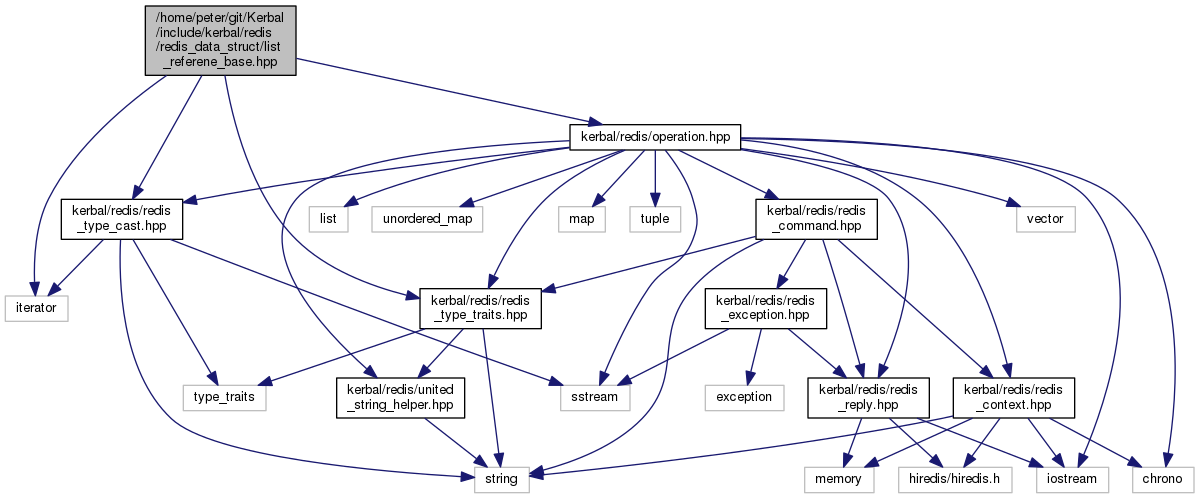 /home/peter/git/Kerbal
/include/kerbal/redis
/redis_data_struct/list
_referene_base.hpp
kerbal/redis/operation.hpp
kerbal/redis/redis
_type_cast.hpp
list
unordered_map
map
tuple
kerbal/redis/redis
_command.hpp
vector
iterator
kerbal/redis/redis
_type_traits.hpp
kerbal/redis/redis
_exception.hpp
type_traits
kerbal/redis/united
_string_helper.hpp
sstream
exception
kerbal/redis/redis
_reply.hpp
kerbal/redis/redis
_context.hpp
string
memory
hiredis/hiredis.h
iostream
chrono